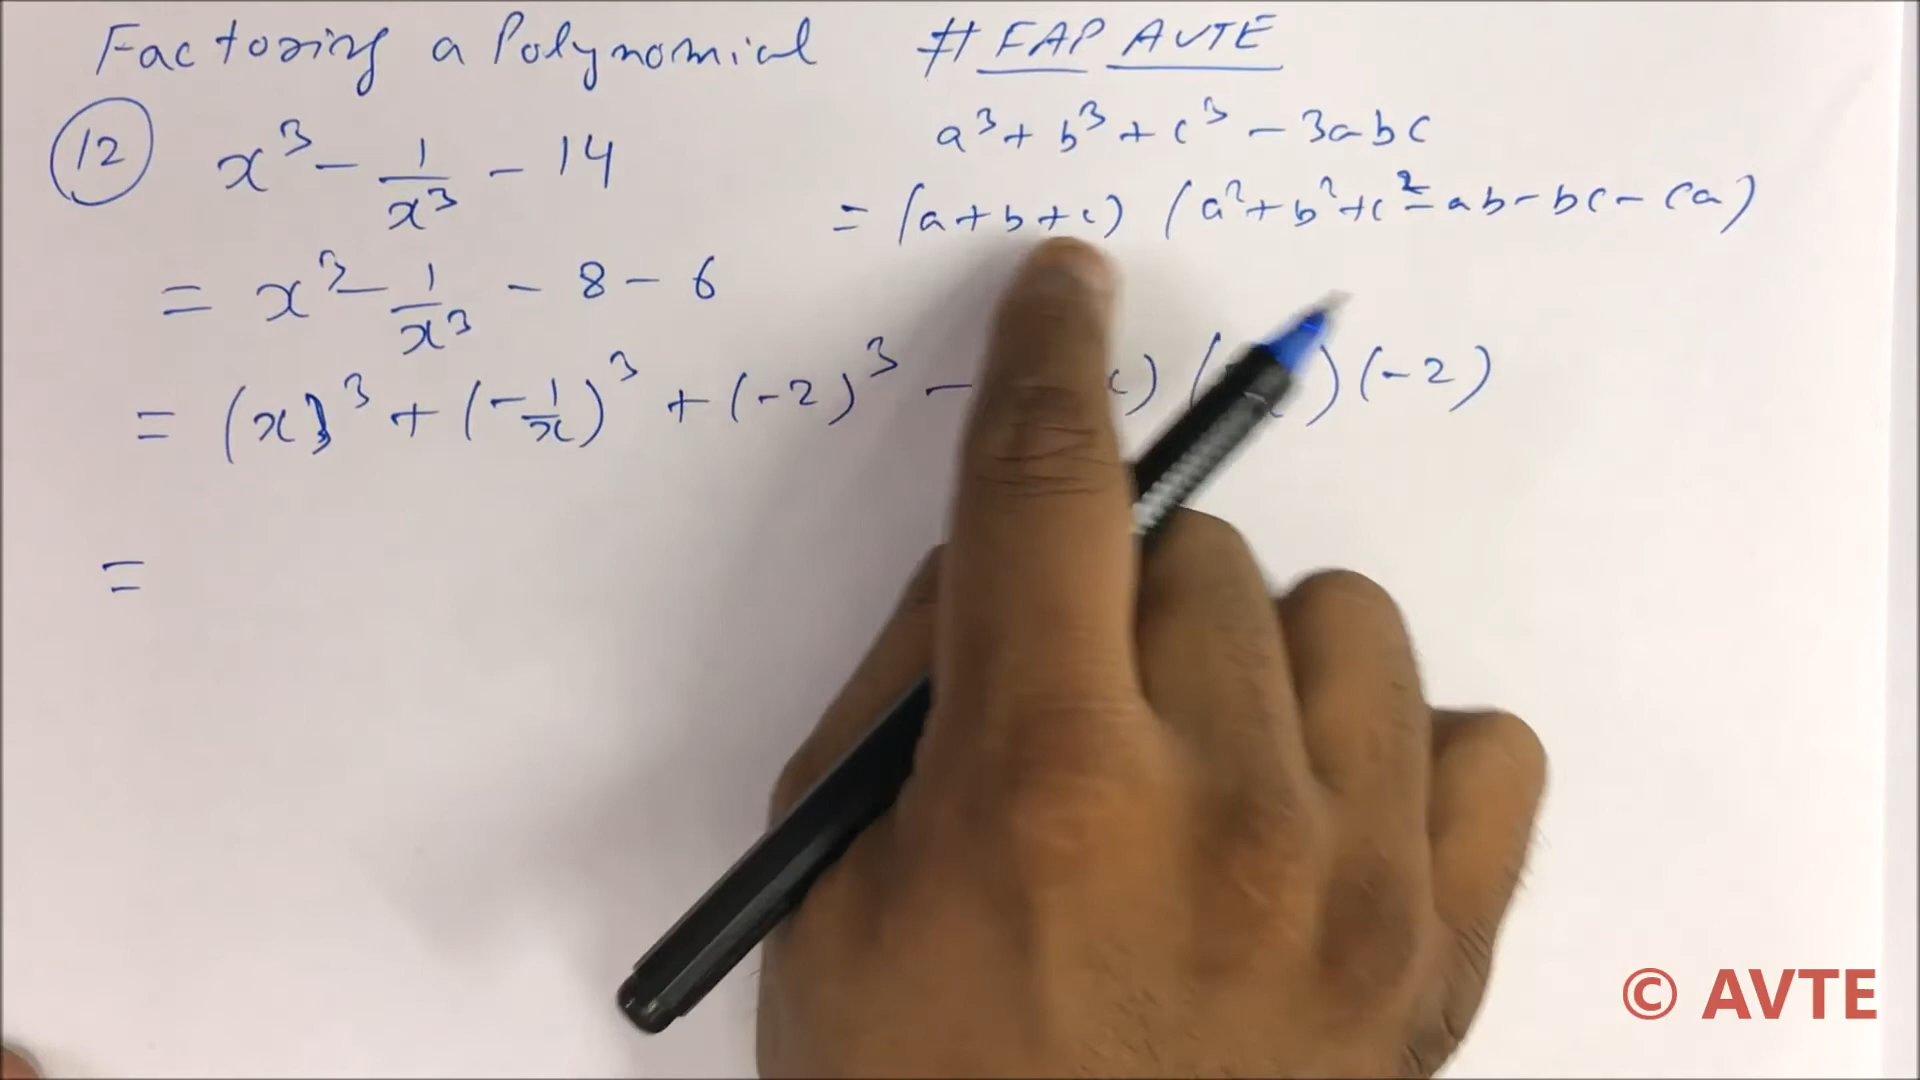 Factoring a Polynomial #FAP AVTE
12 x³ - 1/x³ - 14
a³ + b³ + c³ - 3abc
= (a + b + c) (a² + b² + c² - ab - bc - ca)
= x³ - 1/x³ - 8 - 6
= (x)³ + (-1/x)³ + (-2)³ - ) ( ) (-2)
=
© AVTE